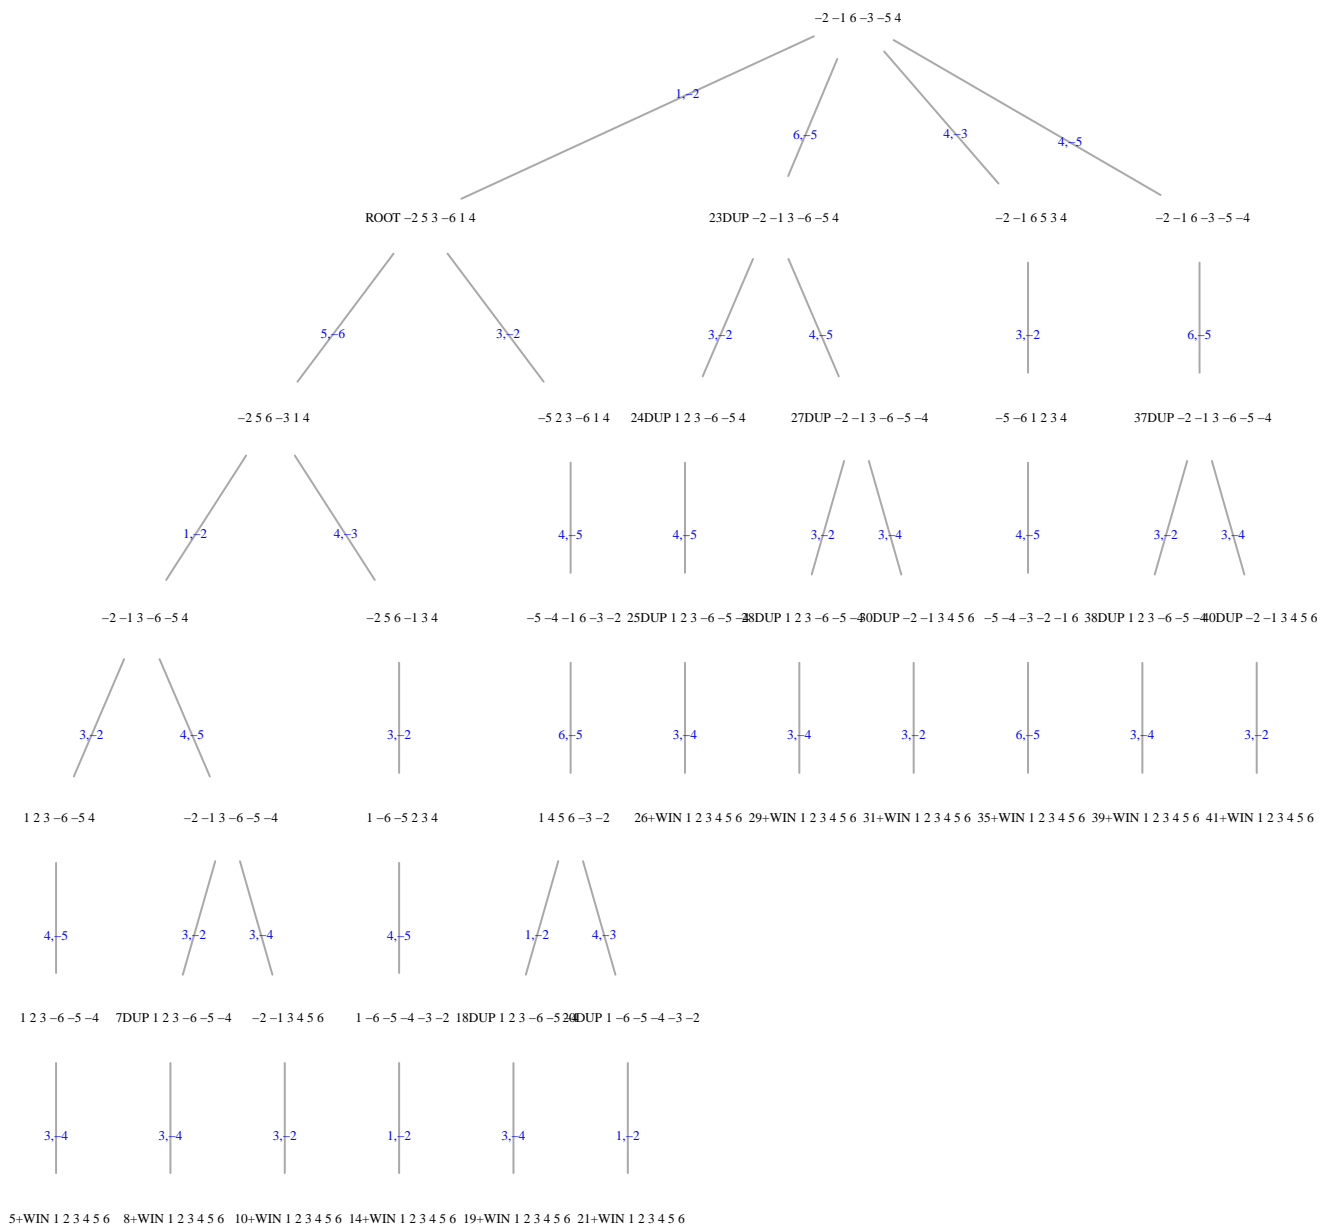 −2 −1 6 −3 −5 4
1,−2
6,−5
4,−3
4,−5
ROOT −2 5 3 −6 1 4
23DUP −2 −1 3 −6 −5 4
−2 −1 6 5 3 4
−2 −1 6 −3 −5 −4
5,−6
3,−2
3,−2
4,−5
3,−2
6,−5
−2 5 6 −3 1 4
−5 2 3 −6 1 4
24DUP 1 2 3 −6 −5 4
27DUP −2 −1 3 −6 −5 −4
−5 −6 1 2 3 4
37DUP −2 −1 3 −6 −5 −4
1,−2
4,−3
4,−5
4,−5
3,−2
3,−4
4,−5
3,−2
3,−4
−2 −1 3 −6 −5 4
−2 5 6 −1 3 4
−5 −4 −1 6 −3 −2
25DUP 1 2 3 −6 −5 −4
28DUP 1 2 3 −6 −5 −4
30DUP −2 −1 3 4 5 6
−5 −4 −3 −2 −1 6
38DUP 1 2 3 −6 −5 −4
40DUP −2 −1 3 4 5 6
3,−2
4,−5
3,−2
6,−5
3,−4
3,−4
3,−2
6,−5
3,−4
3,−2
1 2 3 −6 −5 4
−2 −1 3 −6 −5 −4
1 −6 −5 2 3 4
1 4 5 6 −3 −2
26+WIN 1 2 3 4 5 6
29+WIN 1 2 3 4 5 6
31+WIN 1 2 3 4 5 6
35+WIN 1 2 3 4 5 6
39+WIN 1 2 3 4 5 6
41+WIN 1 2 3 4 5 6
4,−5
3,−2
3,−4
4,−5
1,−2
4,−3
1 2 3 −6 −5 −4
7DUP 1 2 3 −6 −5 −4
−2 −1 3 4 5 6
1 −6 −5 −4 −3 −2
18DUP 1 2 3 −6 −5 −4
20DUP 1 −6 −5 −4 −3 −2
3,−4
3,−4
3,−2
1,−2
3,−4
1,−2
5+WIN 1 2 3 4 5 6
8+WIN 1 2 3 4 5 6
10+WIN 1 2 3 4 5 6
14+WIN 1 2 3 4 5 6
19+WIN 1 2 3 4 5 6
21+WIN 1 2 3 4 5 6